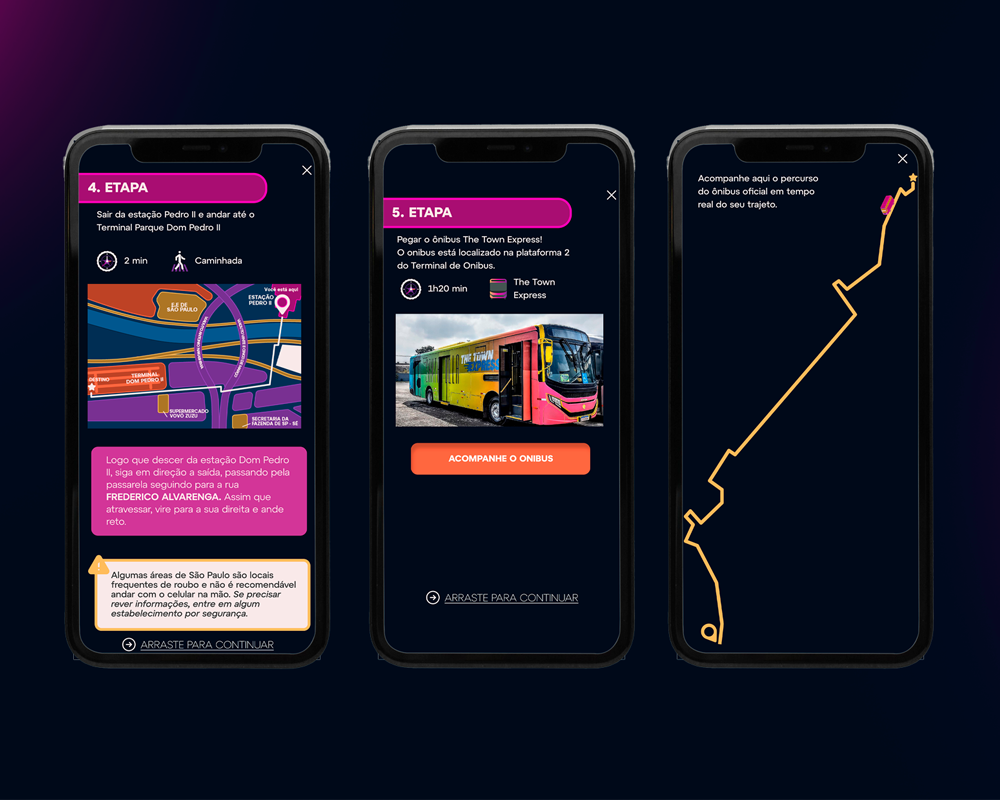 4. ETAPA
Sair da estação Pedro II e andar até o
Terminal Parque Dom Pedro II
2 min
Caminhada
Você está aqui
ESTAÇÃO
PEDRO II
E.E DE
SÃO PAULO
DESTINO
TERMINAL
DOM PEDRO II
SUPERMERCADO
VOVÓ ZUZU
SECRETARIA DA
FAZENDA DE SP - SÉ
Logo que descer da estação Dom Pedro
II, siga em direção a saída, passando pela
passarela seguindo para a rua
FREDERICO ALVARENGA. Assim que
atravessar, vire para a sua direita e ande
reto.
Algumas áreas de São Paulo são locais
frequentes de roubo e não é recomendável
andar com o celular na mão. Se precisar
rever informações, entre em algum
estabelecimento por segurança.
ARRASTE PARA CONTINUAR
5. ETAPA
Pegar o ônibus The Town Express!
O onibus está localizado na plataforma 2
do Terminal de Onibus.
1h20 min
The Town
Express
THE TOWN
EXPRESS
ACOMPANHE O ONIBUS
ARRASTE PARA CONTINUAR
Acompanhe aqui o percurso
do ônibus oficial em tempo
real do seu trajeto.